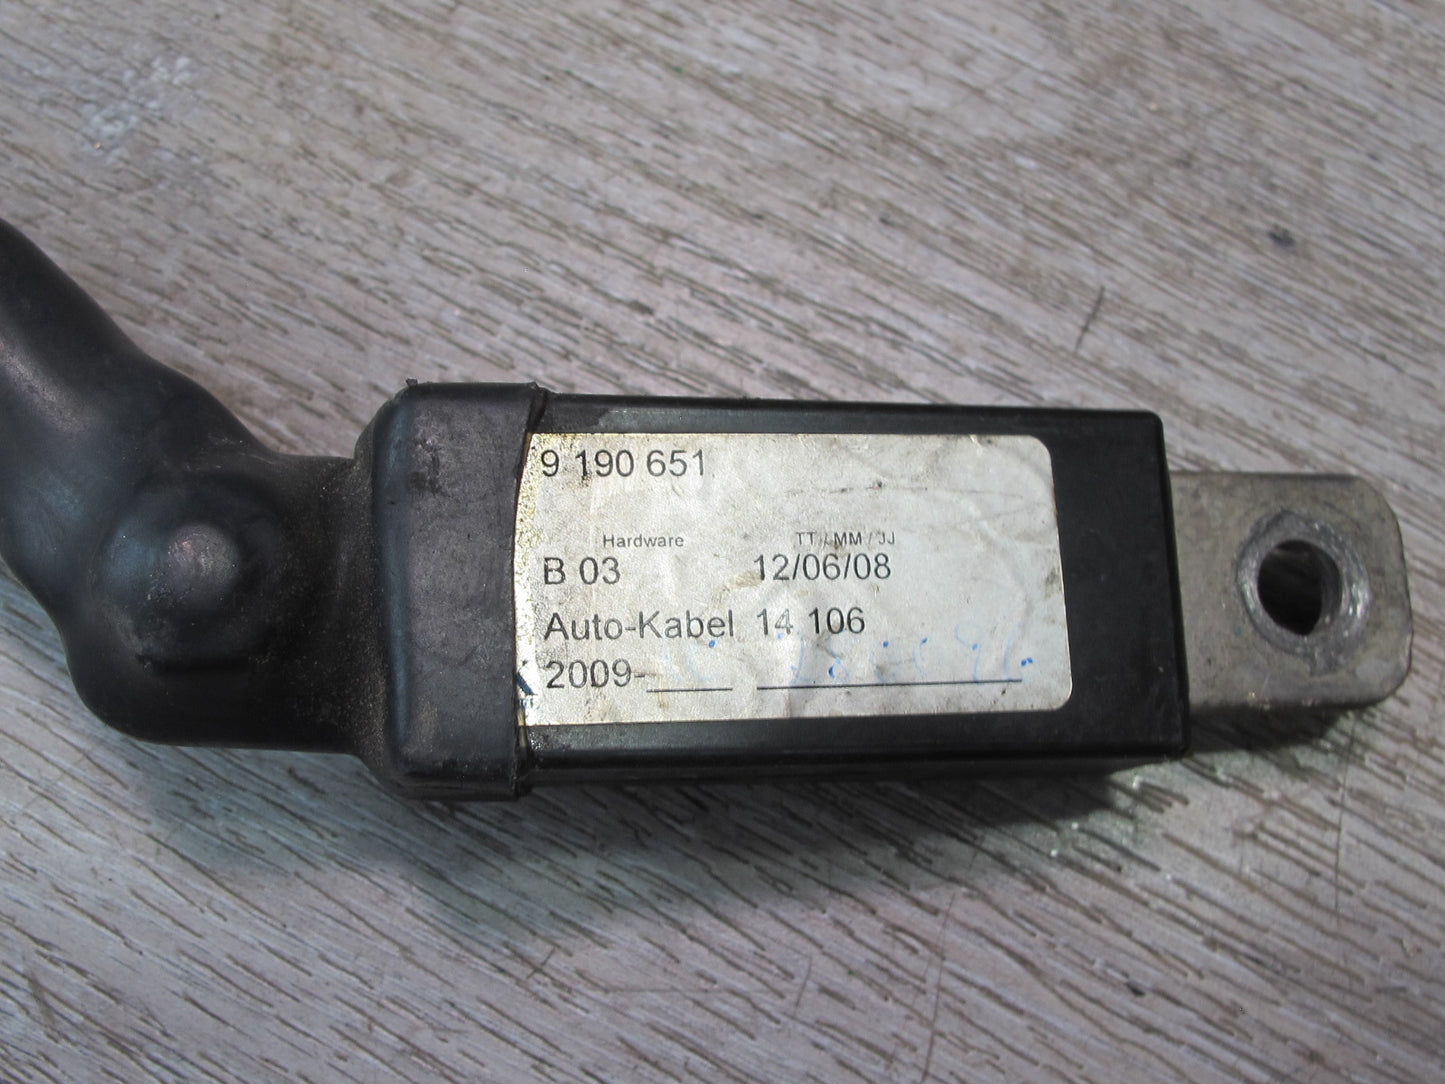 9 190 651
Hardware TT / MM / JJ
B 03 12/06/08
Auto-Kabel 14 106
2009-